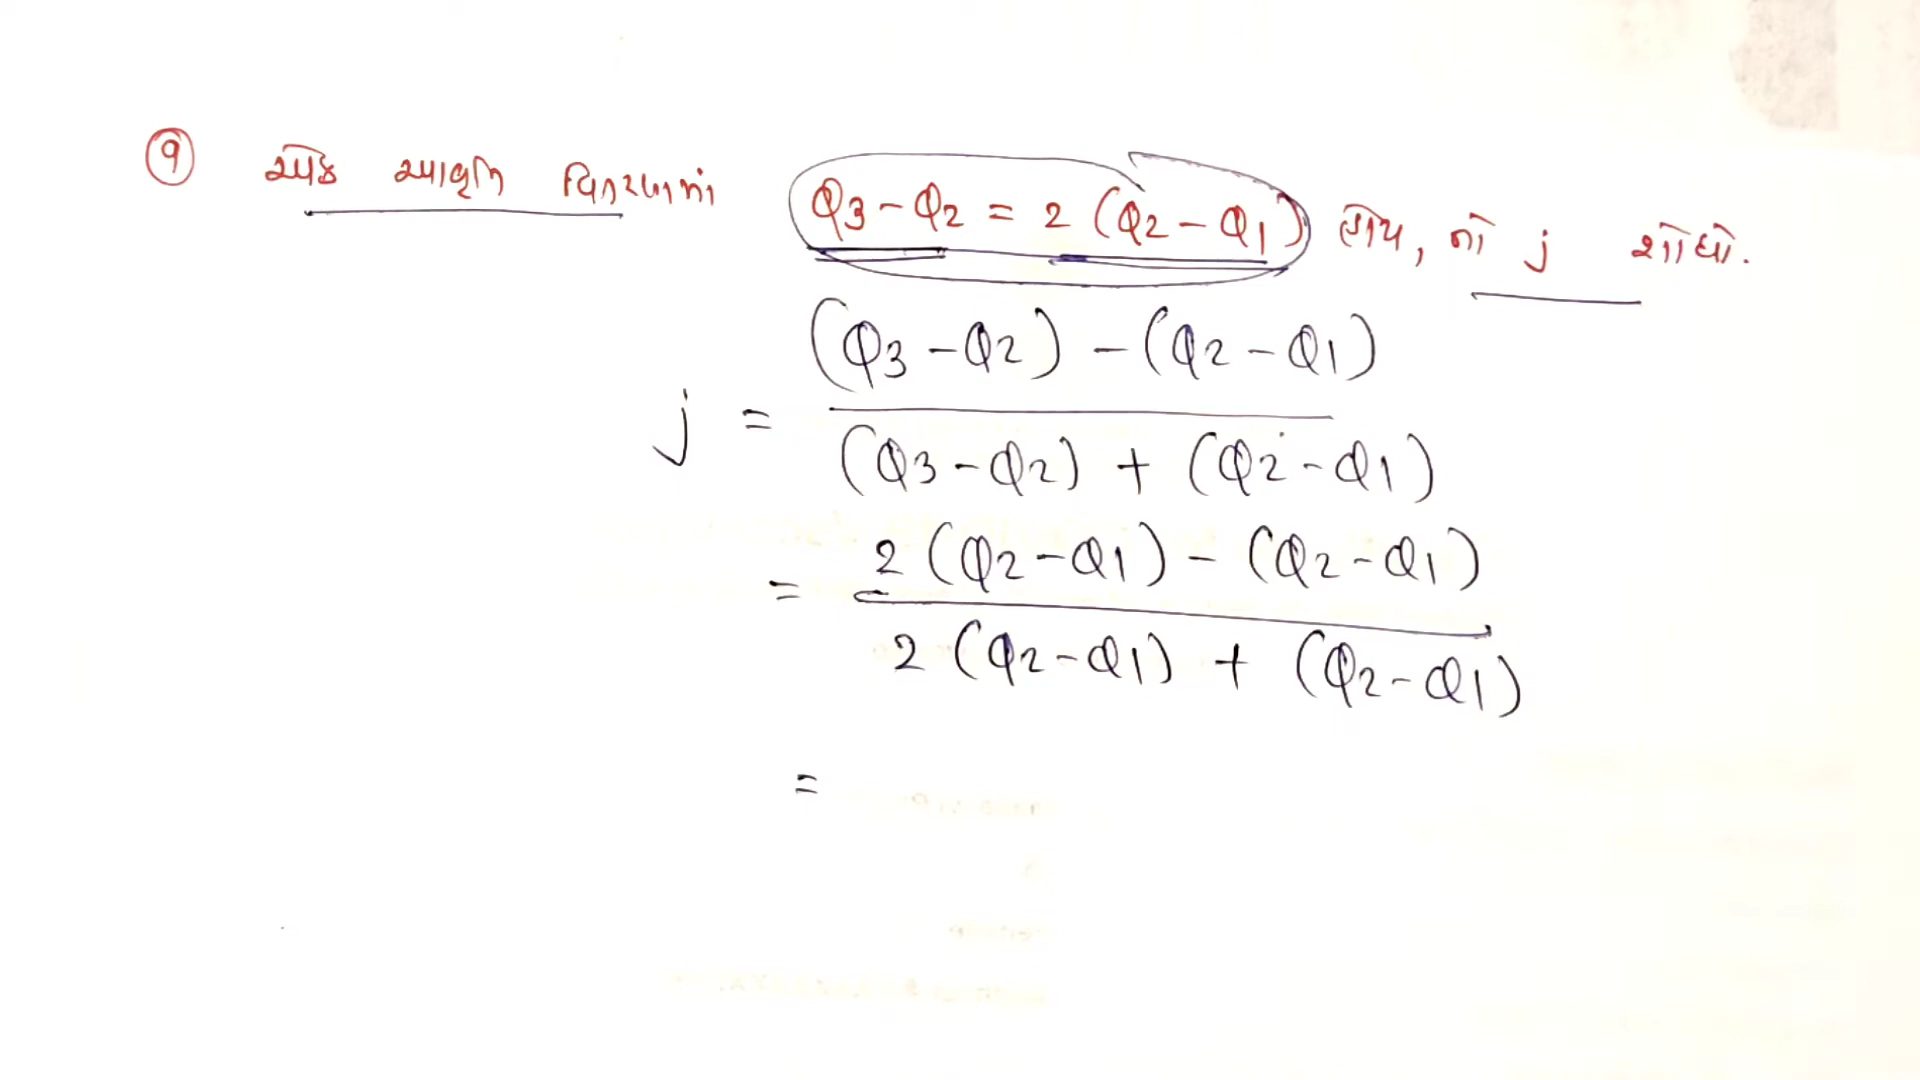 ૧ એક આવૃત્તિ વિતરણમાં Q3 - Q2 = 2 (Q2 - Q1) હોય, તો j શોધો.
(Q3 - Q2) - (Q2 - Q1)
j =
(Q3 - Q2) + (Q2 - Q1)
2 (Q2 - Q1) - (Q2 - Q1)
=
2 (Q2 - Q1) + (Q2 - Q1)
=